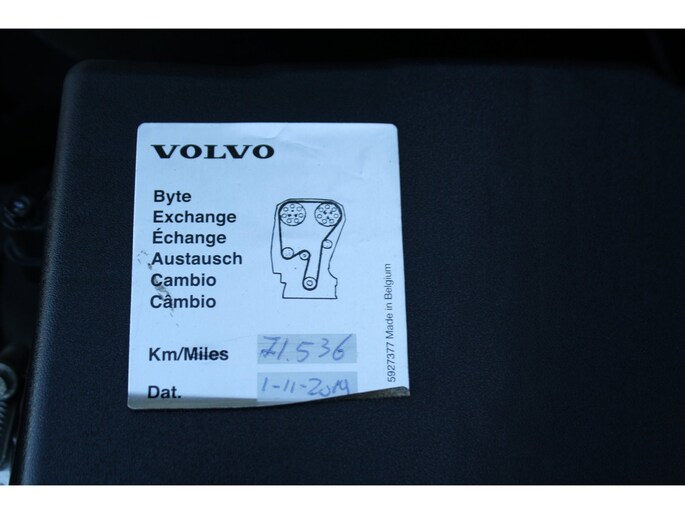 VOLVO
Byte
Exchange
Échange
Austausch
Cambio
Câmbio
Km/Miles 71.536
Dat. 1-11-2014
5927377 Made in Belgium